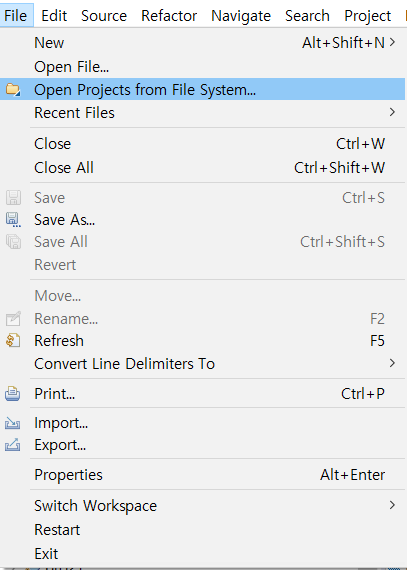 File Edit Source Refactor Navigate Search Project
New Alt+Shift+N
Open File...
Open Projects from File System...
Recent Files
Close Ctrl+W
Close All Ctrl+Shift+W
Save Ctrl+S
Save As...
Save All Ctrl+Shift+S
Revert
Move...
Rename... F2
Refresh F5
Convert Line Delimiters To
Print... Ctrl+P
Import...
Export...
Properties Alt+Enter
Switch Workspace
Restart
Exit